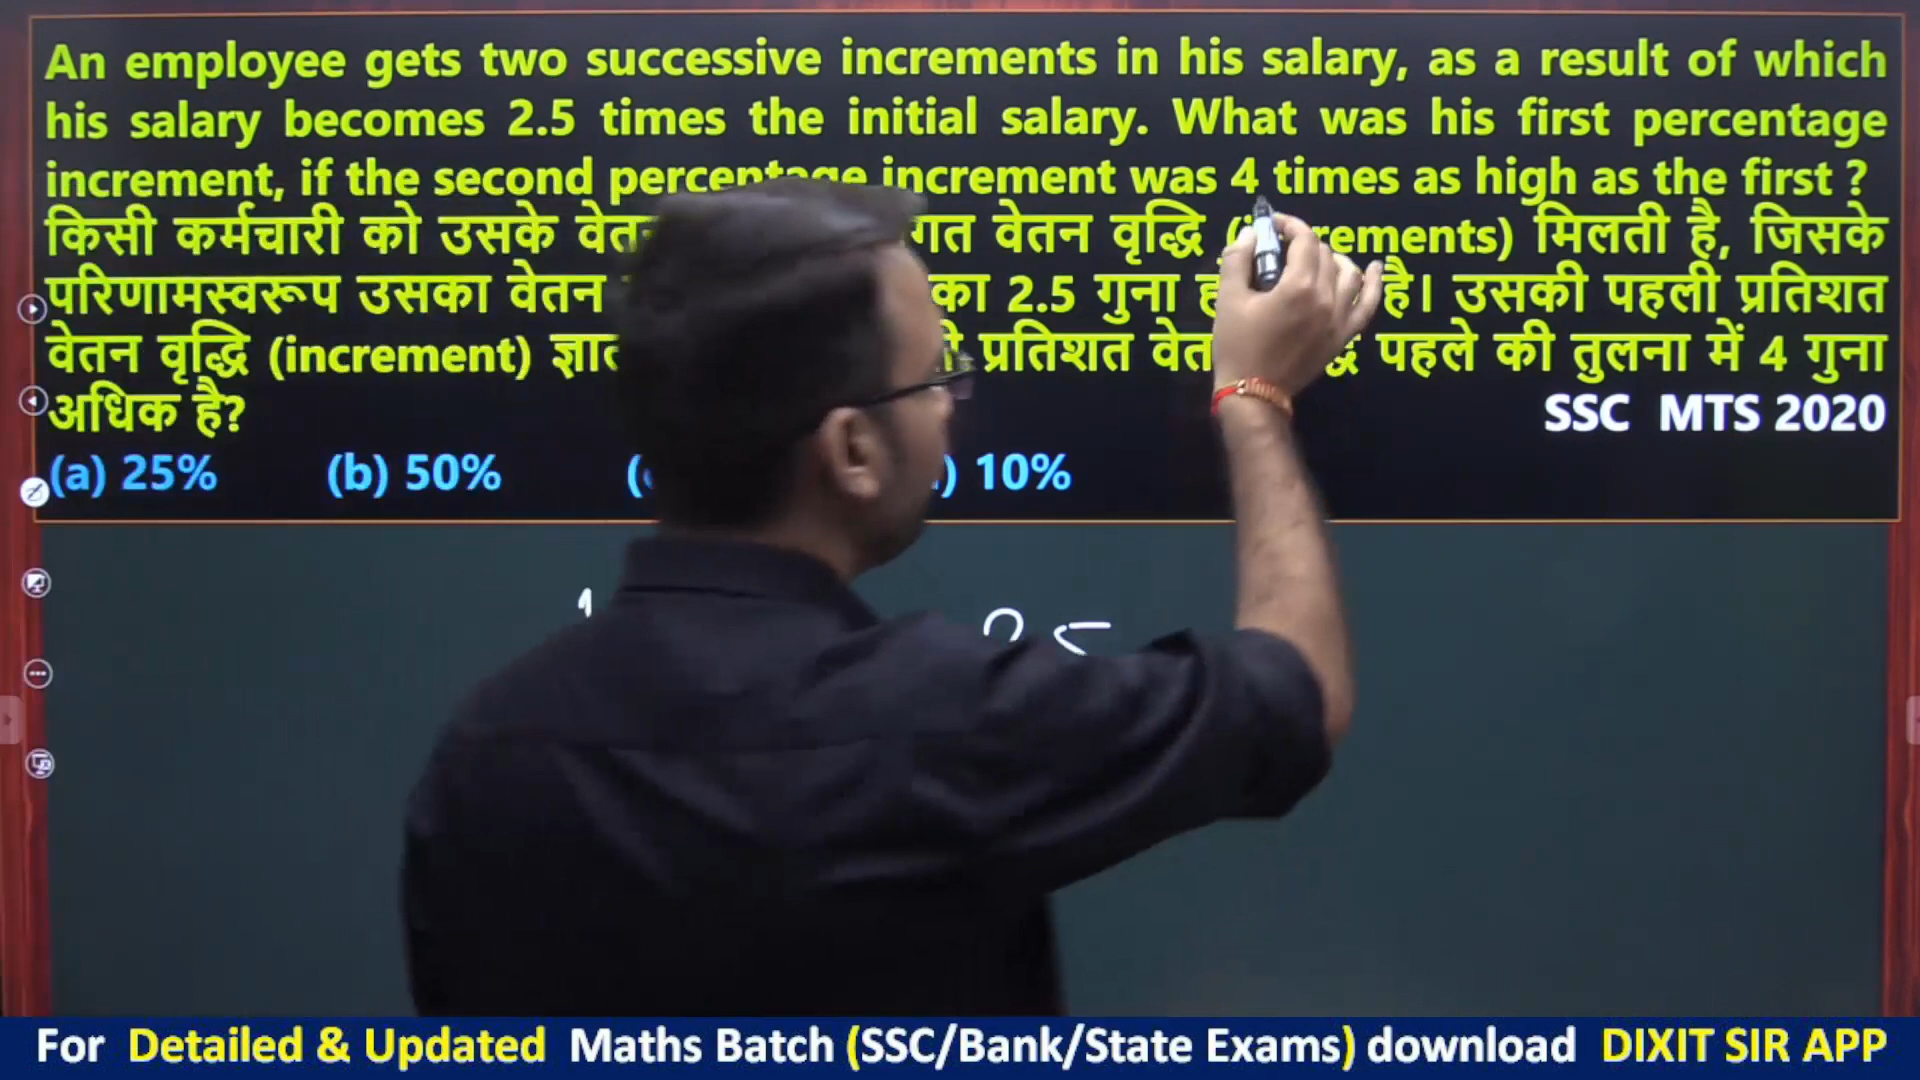 An employee gets two successive increments in his salary, as a result of which
his salary becomes 2.5 times the initial salary. What was his first percentage
increment, if the second percentage increment was 4 times as high as the first ?
किसी कर्मचारी को उसके गत वेतन वृद्धि मिलती है, जिसके
परिणामस्वरूप उसका वेतन का 2.5 गुना है। उसकी पहली प्रतिशत
वेतन वृद्धि (increment) प्रतिशत पहले की तुलना में 4 गुना
अधिक है?
SSC MTS 2020
(a) 25% (b) 50% 10%
1 2.5
For Detailed & Updated Maths Batch (SSC/Bank/State Exams) download DIXIT SIR APP